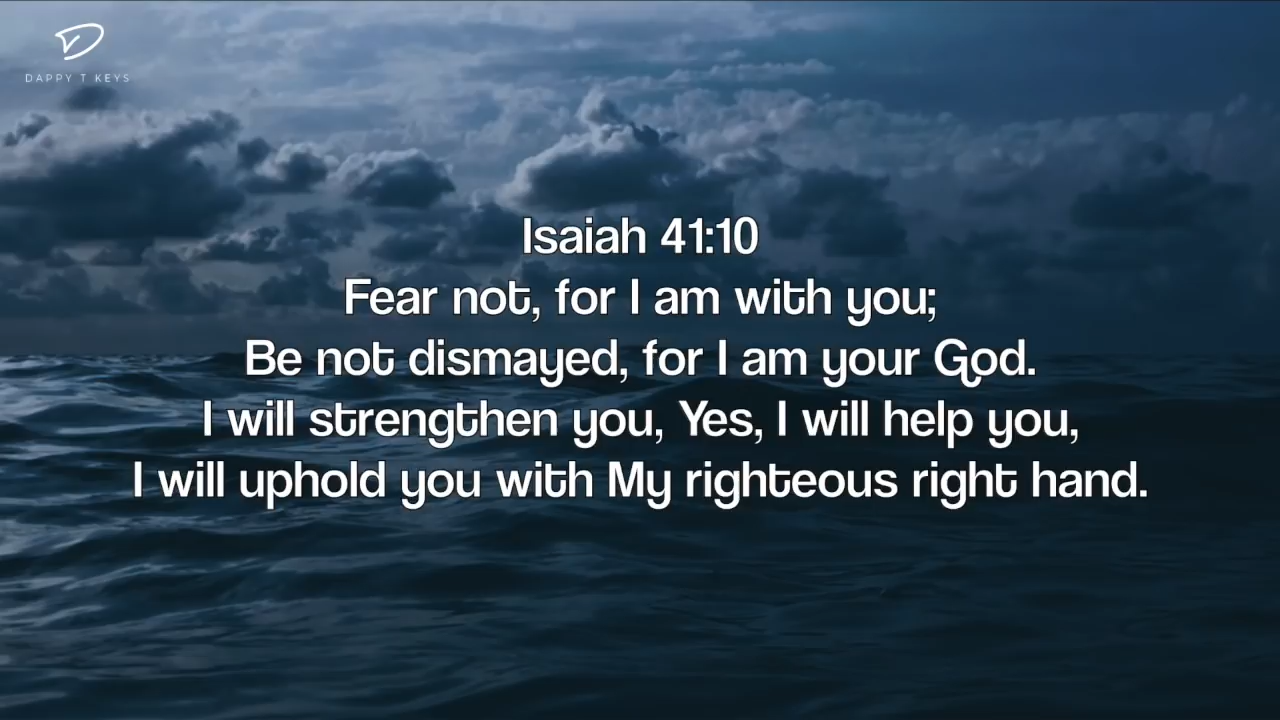 DAPPY T KEYS
Isaiah 41:10
Fear not, for I am with you;
Be not dismayed, for I am your God.
I will strengthen you, Yes, I will help you,
I will uphold you with My righteous right hand.